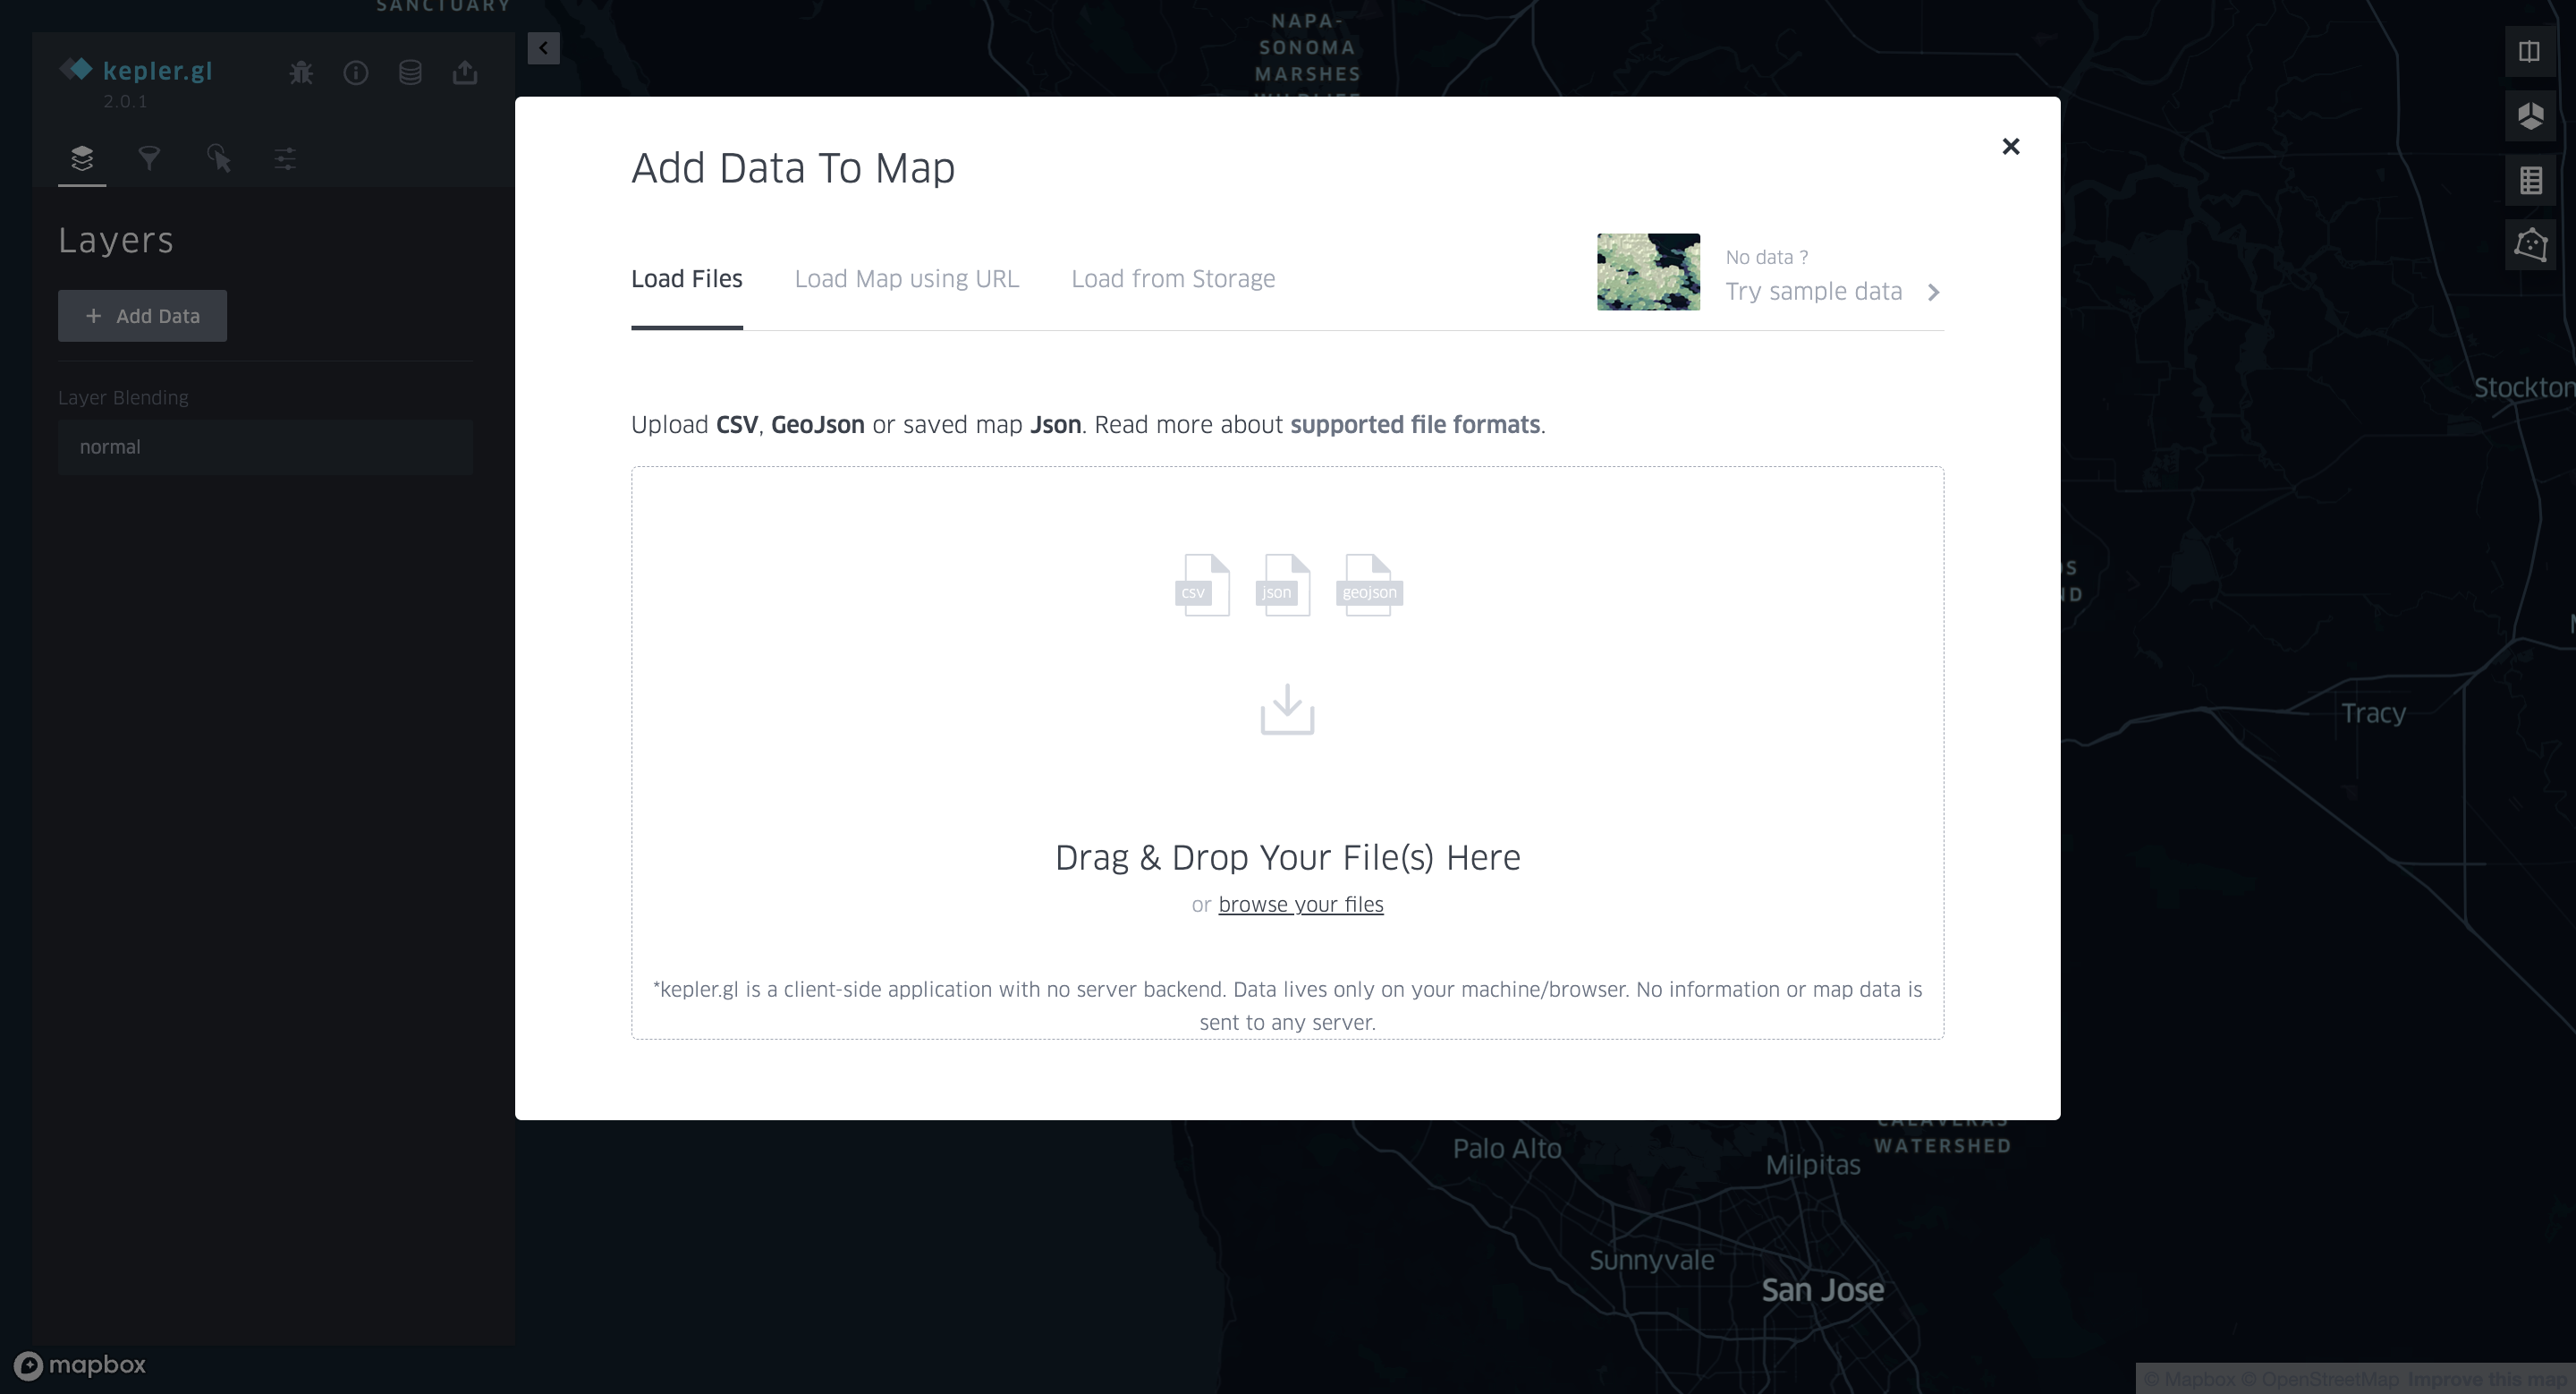 SANCTUARY
NAPA-
SONOMA
MARSHES
kepler.gl
2.0.1
Layers
+ Add Data
Layer Blending
normal
Add Data To Map
Load Files
Load Map using URL
Load from Storage
No data ?
Try sample data
Upload CSV, GeoJson or saved map Json. Read more about supported file formats.
csv
json
geojson
Drag & Drop Your File(s) Here
or browse your files
*kepler.gl is a client-side application with no server backend. Data lives only on your machine/browser. No information or map data is
sent to any server.
Stockton
Tracy
Palo Alto
WATERSHED
Milpitas
Sunnyvale
San Jose
mapbox
© Mapbox © OpenStreetMap Improve this map